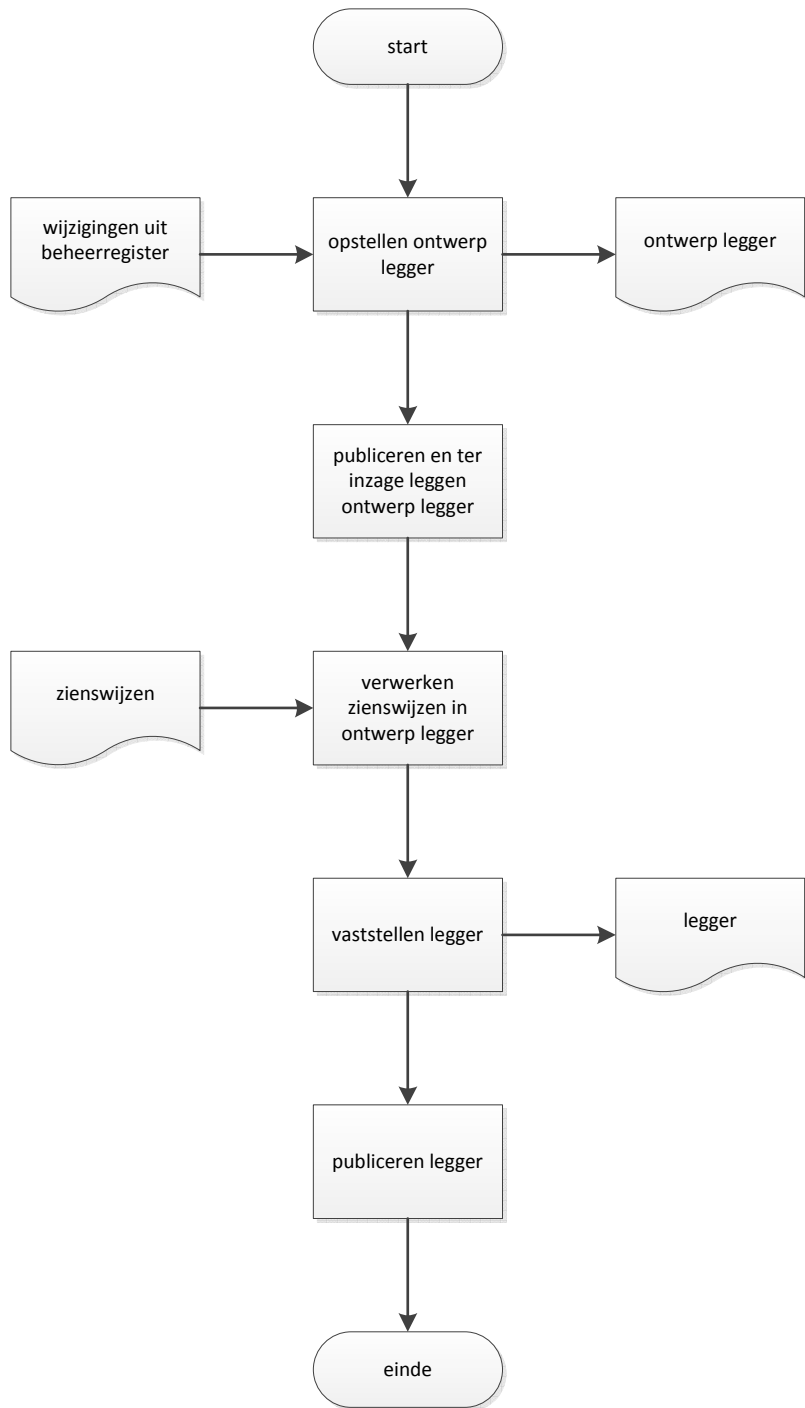 start
wijzigingen uit
beheerregister
opstellen ontwerp
legger
ontwerp legger
publiceren en ter
inzage leggen
ontwerp legger
zienswijzen
verwerken
zienswijzen in
ontwerp legger
vaststellen legger
legger
publiceren legger
einde